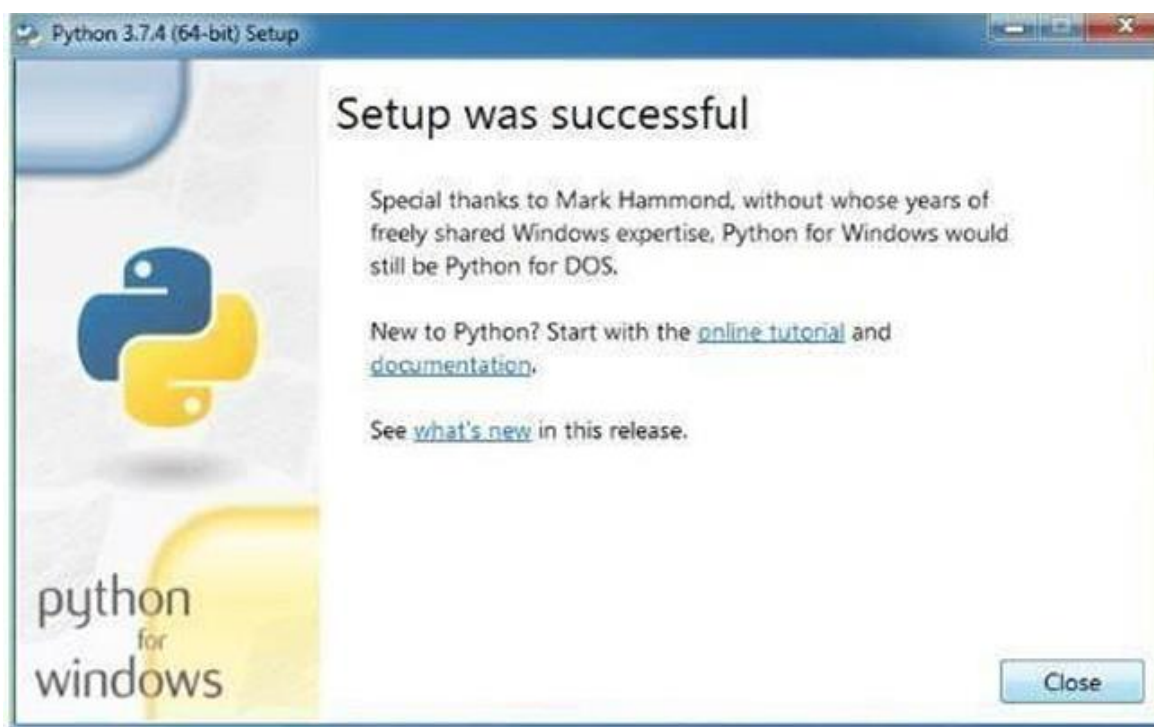 Python 3.7.4 (64-bit) Setup
Setup was successful
Special thanks to Mark Hammond, without whose years of
freely shared Windows expertise, Python for Windows would
still be Python for DOS.
New to Python? Start with the online tutorial and
documentation.
See what's new in this release.
python
for
windows
Close